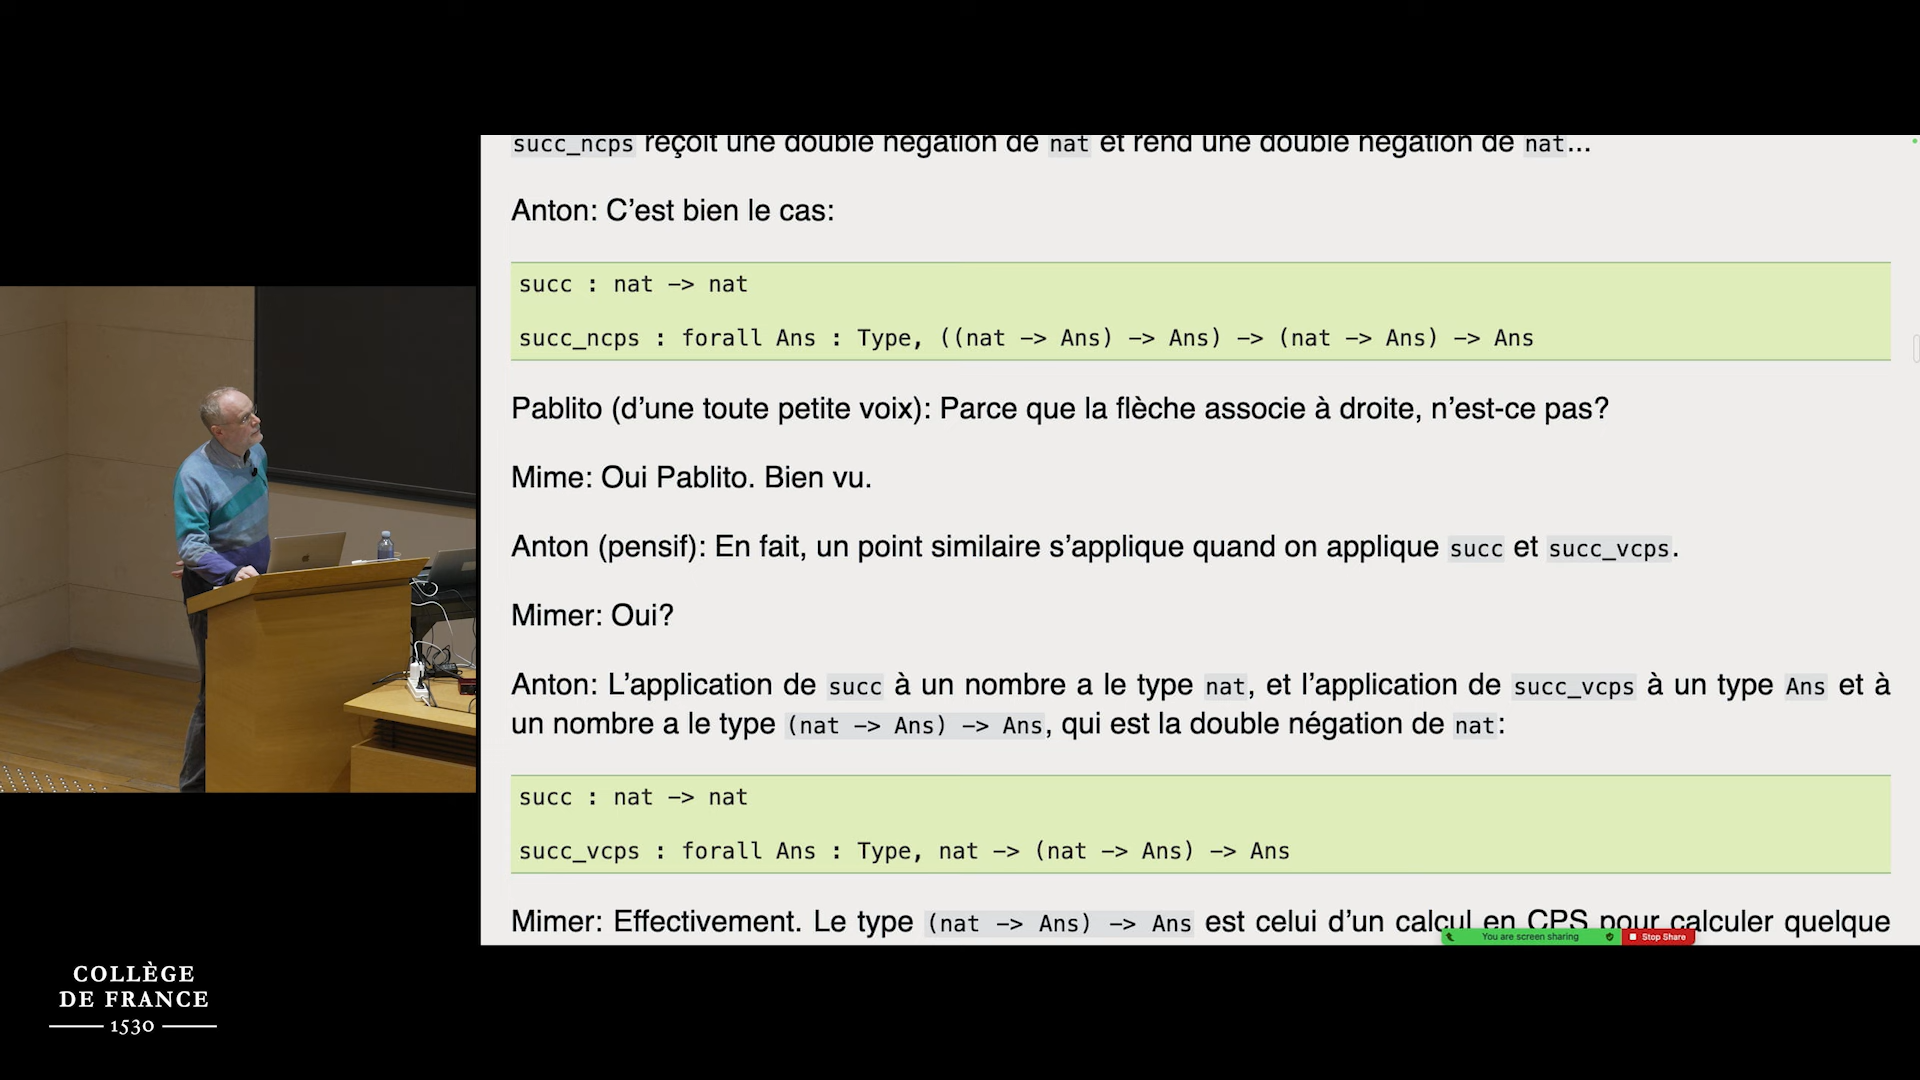 succ_ncps reçoit une double négation de nat et rend une double négation de nat...
Anton: C'est bien le cas:
succ : nat -> nat
succ_ncps : forall Ans : Type, ((nat -> Ans) -> Ans) -> (nat -> Ans) -> Ans
Pablito (d'une toute petite voix): Parce que la flèche associe à droite, n'est-ce pas?
Mime: Oui Pablito. Bien vu.
Anton (pensif): En fait, un point similaire s'applique quand on applique succ et succ_vcps.
Mimer: Oui?
Anton: L'application de succ à un nombre a le type nat, et l'application de succ_vcps à un type Ans et à
un nombre a le type (nat -> Ans) -> Ans, qui est la double négation de nat:
succ : nat -> nat
succ_vcps : forall Ans : Type, nat -> (nat -> Ans) -> Ans
Mimer: Effectivement. Le type (nat -> Ans) -> Ans est celui d'un calcul en CPS pour calculer quelque
You are screen sharing
Stop Share
COLLÈGE
DE FRANCE
1530